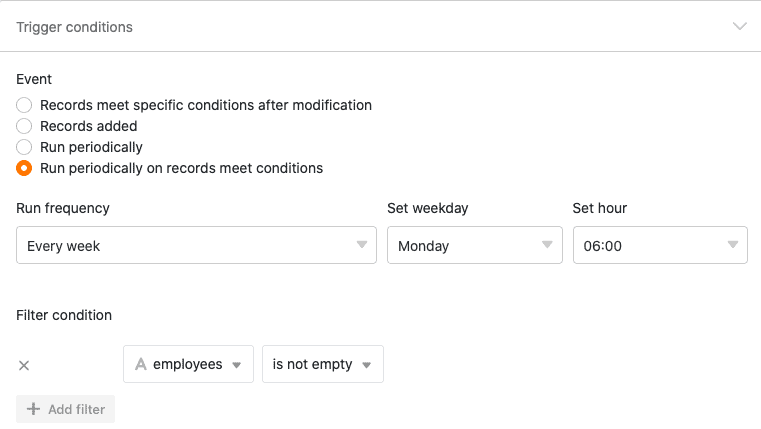 Trigger conditions
Event
Records meet specific conditions after modification
Records added
Run periodically
Run periodically on records meet conditions
Run frequency Set weekday Set hour
Every week Monday 06:00
Filter condition
A employees is not empty
Add filter